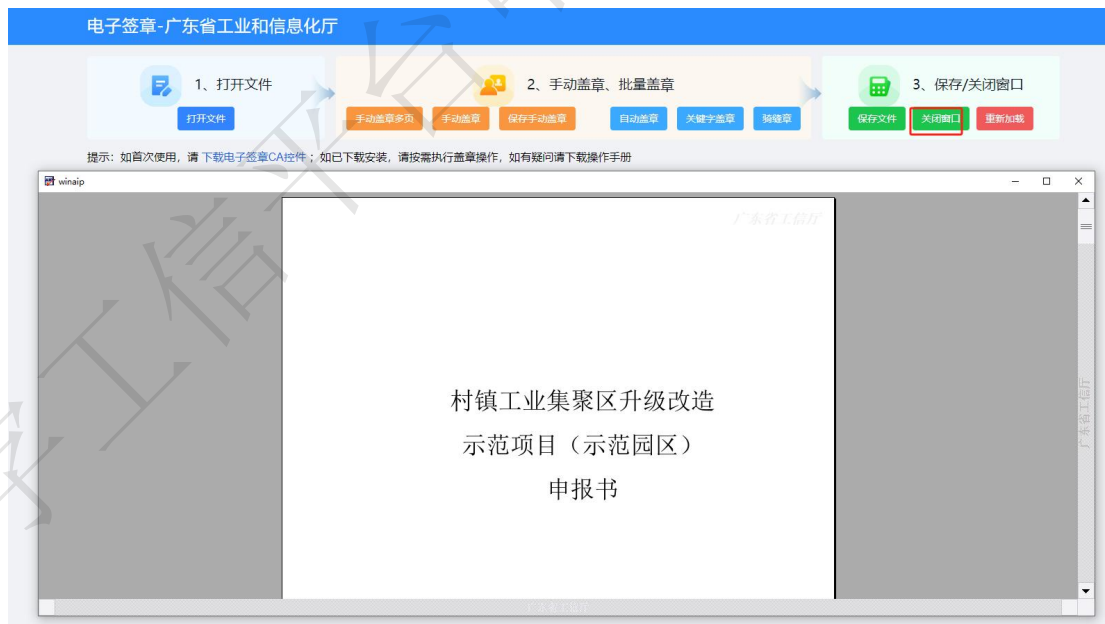 电子签章-广东省工业和信息化厅
1、打开文件
2、手动盖章、批量盖章
3、保存/关闭窗口
打开文件
手动盖章多页 手动盖章 保存手动盖章 自动盖章 关键字盖章 骑缝章
保存文件 关闭窗口 重新加载
提示：如首次使用，请 下载电子签章CA控件 ；如已下载安装，请按需执行盖章操作，如有疑问请下载操作手册
winaip
广东省工信厅
村镇工业集聚区升级改造
示范项目（示范园区）
申报书
广东省工信厅
广东省工信厅
字工信平台